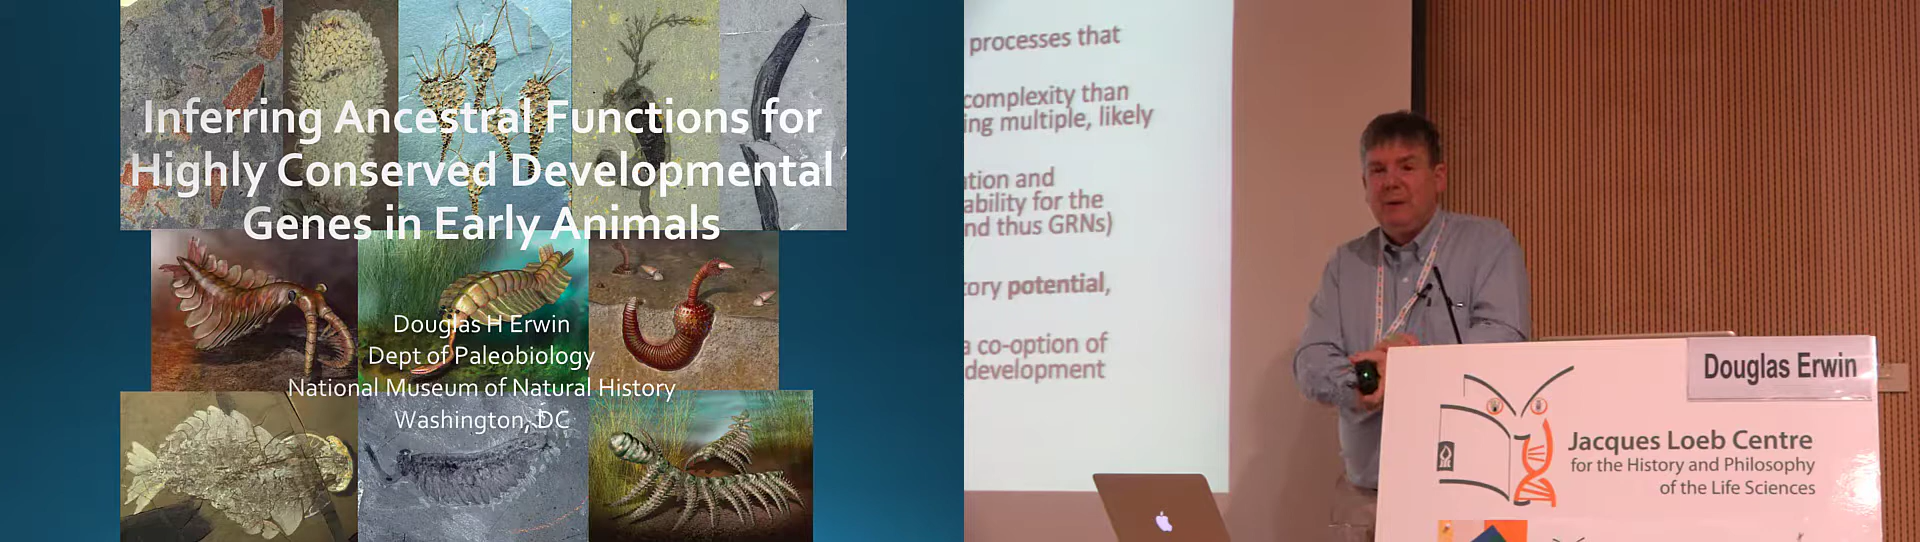 Inferring Ancestral Functions for
Highly Conserved Developmental
Genes in Early Animals
Douglas H Erwin
Dept of Paleobiology
National Museum of Natural History
Washington, DC
processes that
complexity than
ing multiple, likely
tion and
ability for the
nd thus GRNs)
ory potential,
a co-option of
development
Douglas Erwin
Jacques Loeb Centre
for the History and Philosophy
of the Life Sciences